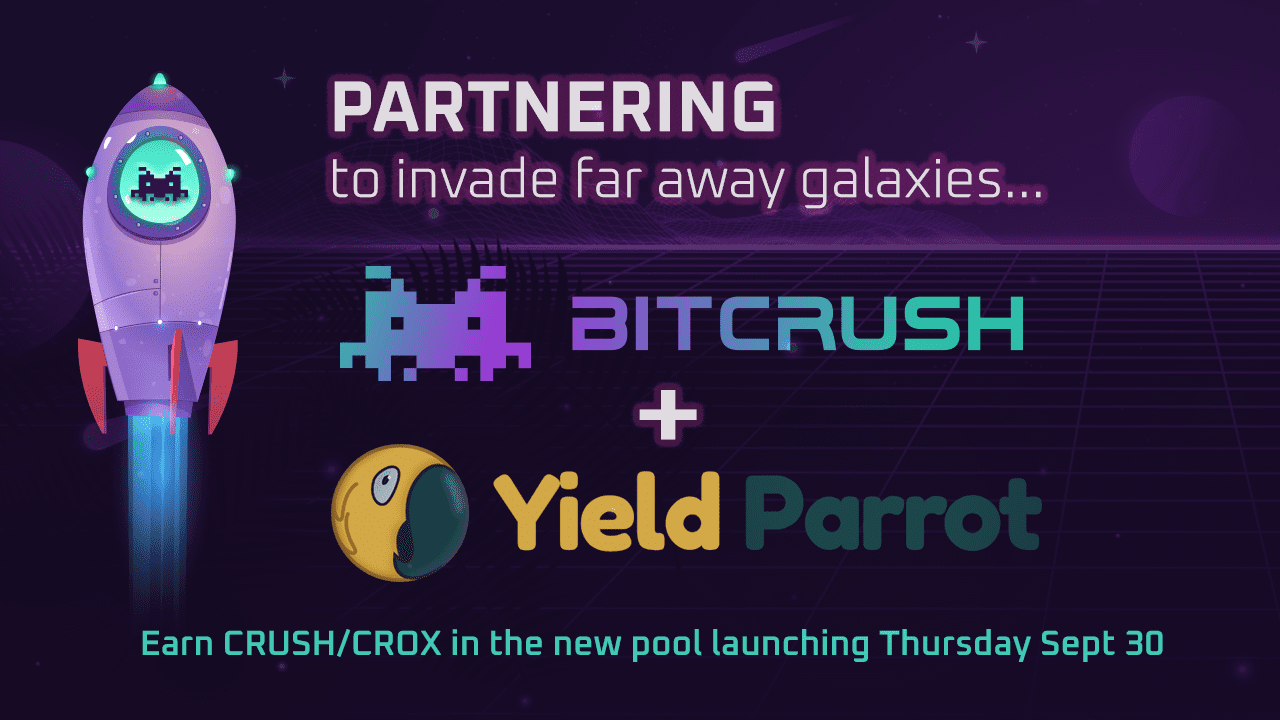 PARTNERING
to invade far away galaxies...
BITCRUSH
+
Yield Parrot
Earn CRUSH/CROX in the new pool launching Thursday Sept 30